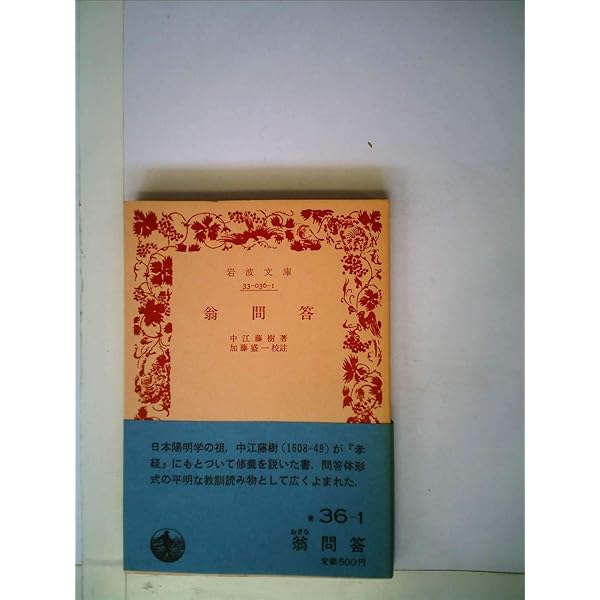 岩波文庫
33-036-1
翁問答
中江藤樹著
加藤盛一校註
日本陽明学の祖，中江藤樹(1608-48)が『孝
経』にもとづいて修養を説いた書．問答体形
式の平明な教訓読み物として広くよまれた．
青 36-1
おきな
翁問答
定価500円